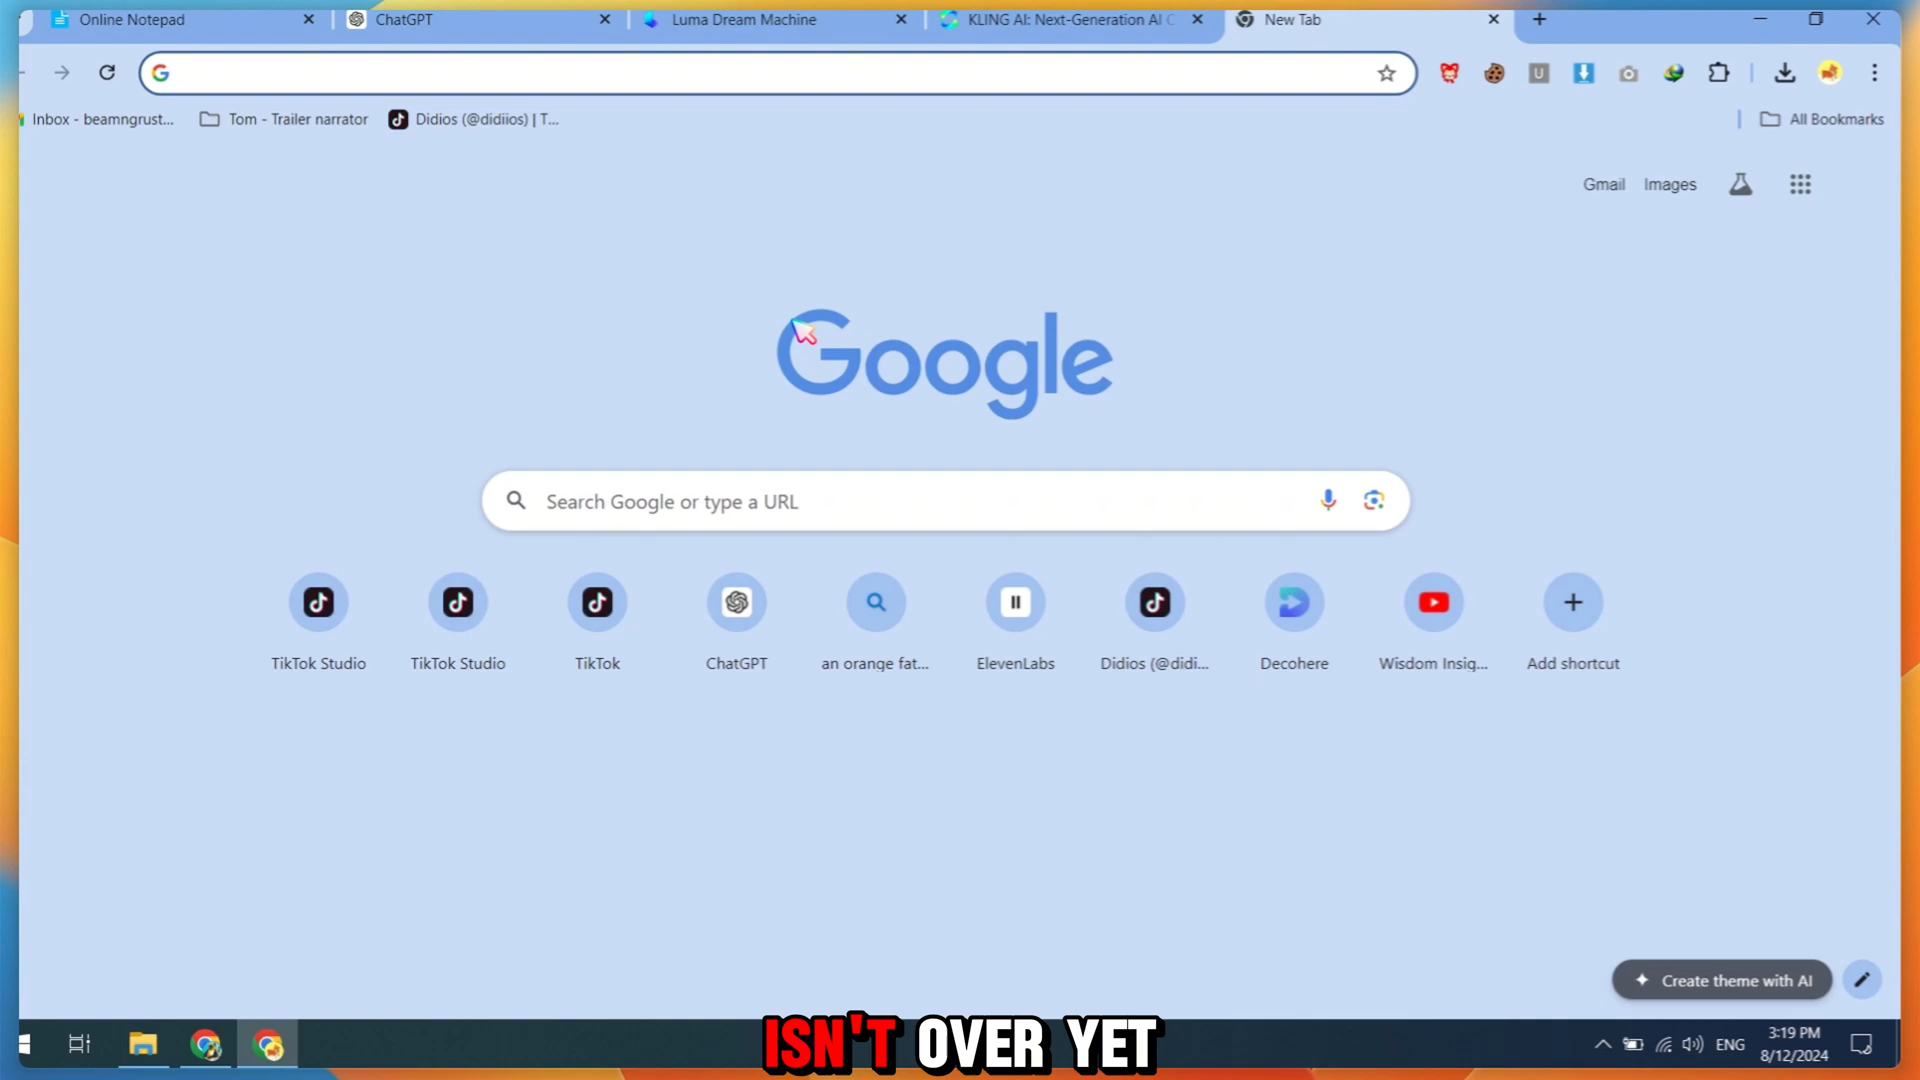 Online Notepad
ChatGPT
Luma Dream Machine
KLING AI: Next-Generation AI C
New Tab
Inbox - beamngrust...
Tom - Trailer narrator
Didios (@didiios) | T...
All Bookmarks
Gmail
Images
Google
Search Google or type a URL
TikTok Studio
TikTok Studio
TikTok
ChatGPT
an orange fat...
ElevenLabs
Didios (@didi...
Decohere
Wisdom Insig...
Add shortcut
Create theme with AI
ISN'T OVER YET
ENG
3:19 PM
8/12/2024